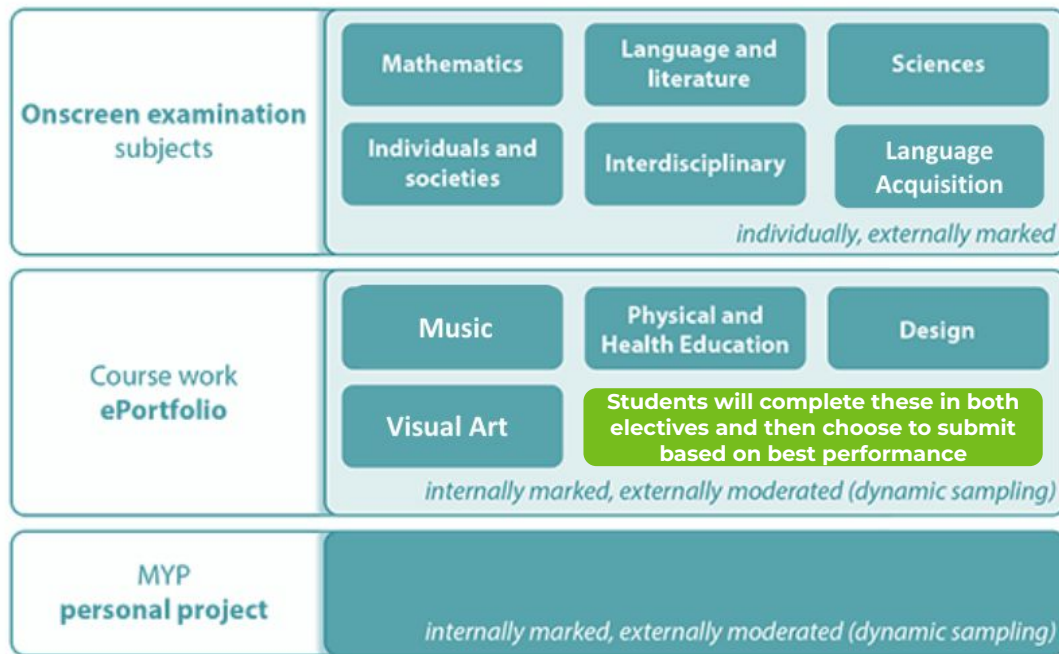 Onscreen examination
subjects
Mathematics
Language and
literature
Sciences
Individuals and
societies
Interdisciplinary
Language
Acquisition
individually, externally marked
Course work
ePortfolio
Music
Physical and
Health Education
Design
Visual Art
Students will complete these in both
electives and then choose to submit
based on best performance
internally marked, externally moderated (dynamic sampling)
MYP
personal project
internally marked, externally moderated (dynamic sampling)